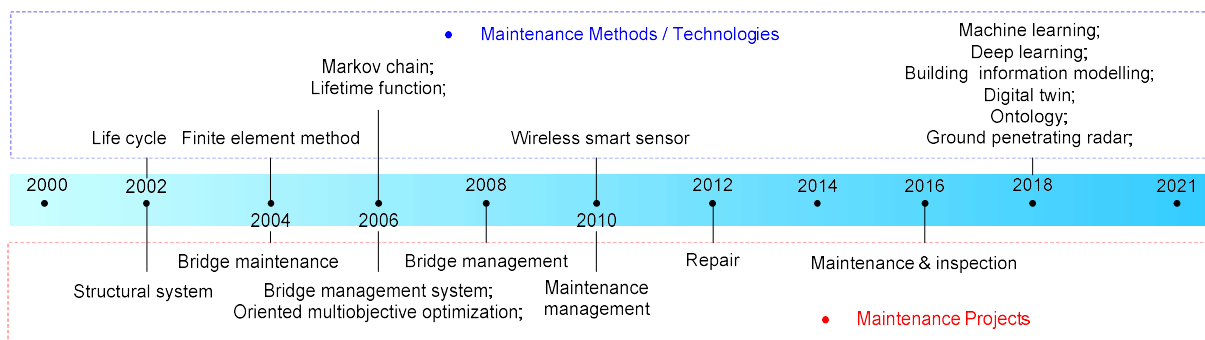 Maintenance Methods / Technologies
Machine learning;
Deep learning;
Building information modelling;
Digital twin;
Ontology;
Ground penetrating radar;
Markov chain;
Lifetime function;
Life cycle
Finite element method
Wireless smart sensor
2000
2002
2004
2006
2008
2010
2012
2014
2016
2018
2021
Structural system
Bridge maintenance
Bridge management system;
Oriented multiobjective optimization;
Bridge management
Maintenance
management
Repair
Maintenance & inspection
Maintenance Projects